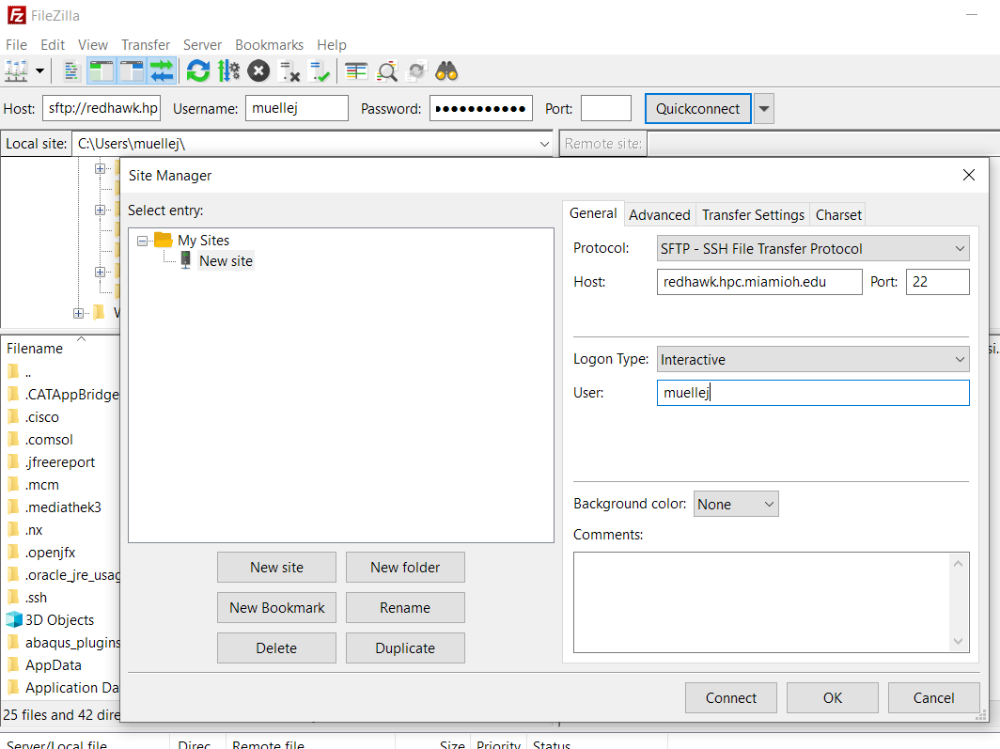 FileZilla
File Edit View Transfer Server Bookmarks Help
Host: sftp://redhawk.hp Username: muellej Password: ●●●●●●●●●●● Port: Quickconnect
Local site: C:\Users\muellej\ Remote site:
Site Manager
Select entry:
My Sites
New site
New site New folder
New Bookmark Rename
Delete Duplicate
General Advanced Transfer Settings Charset
Protocol: SFTP - SSH File Transfer Protocol
Host: redhawk.hpc.miamioh.edu Port: 22
Logon Type: Interactive
User: muellej
Background color: None
Comments:
Connect OK Cancel
Filename
..
.CATAppBridge
.cisco
.comsol
.jfreereport
.mcm
.mediathek3
.nx
.openjfx
.oracle_jre_usag
.ssh
3D Objects
abaqus_plugins
AppData
Application Da
25 files and 42 dire
Server/Local file Direc Remote file Size Priority Status